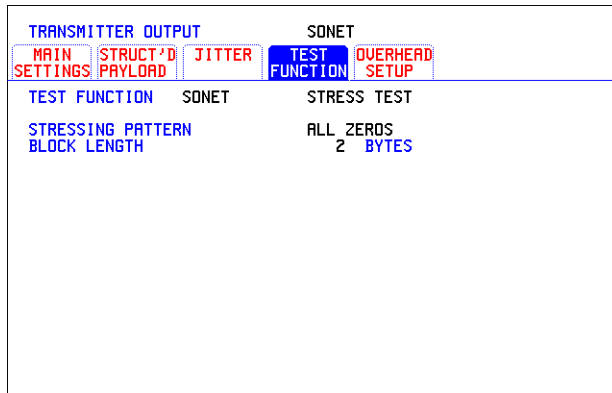 TRANSMITTER OUTPUT SONET
MAIN SETTINGS STRUCT'D PAYLOAD JITTER TEST FUNCTION OVERHEAD SETUP
TEST FUNCTION SONET STRESS TEST
STRESSING PATTERN ALL ZEROS
BLOCK LENGTH 2 BYTES